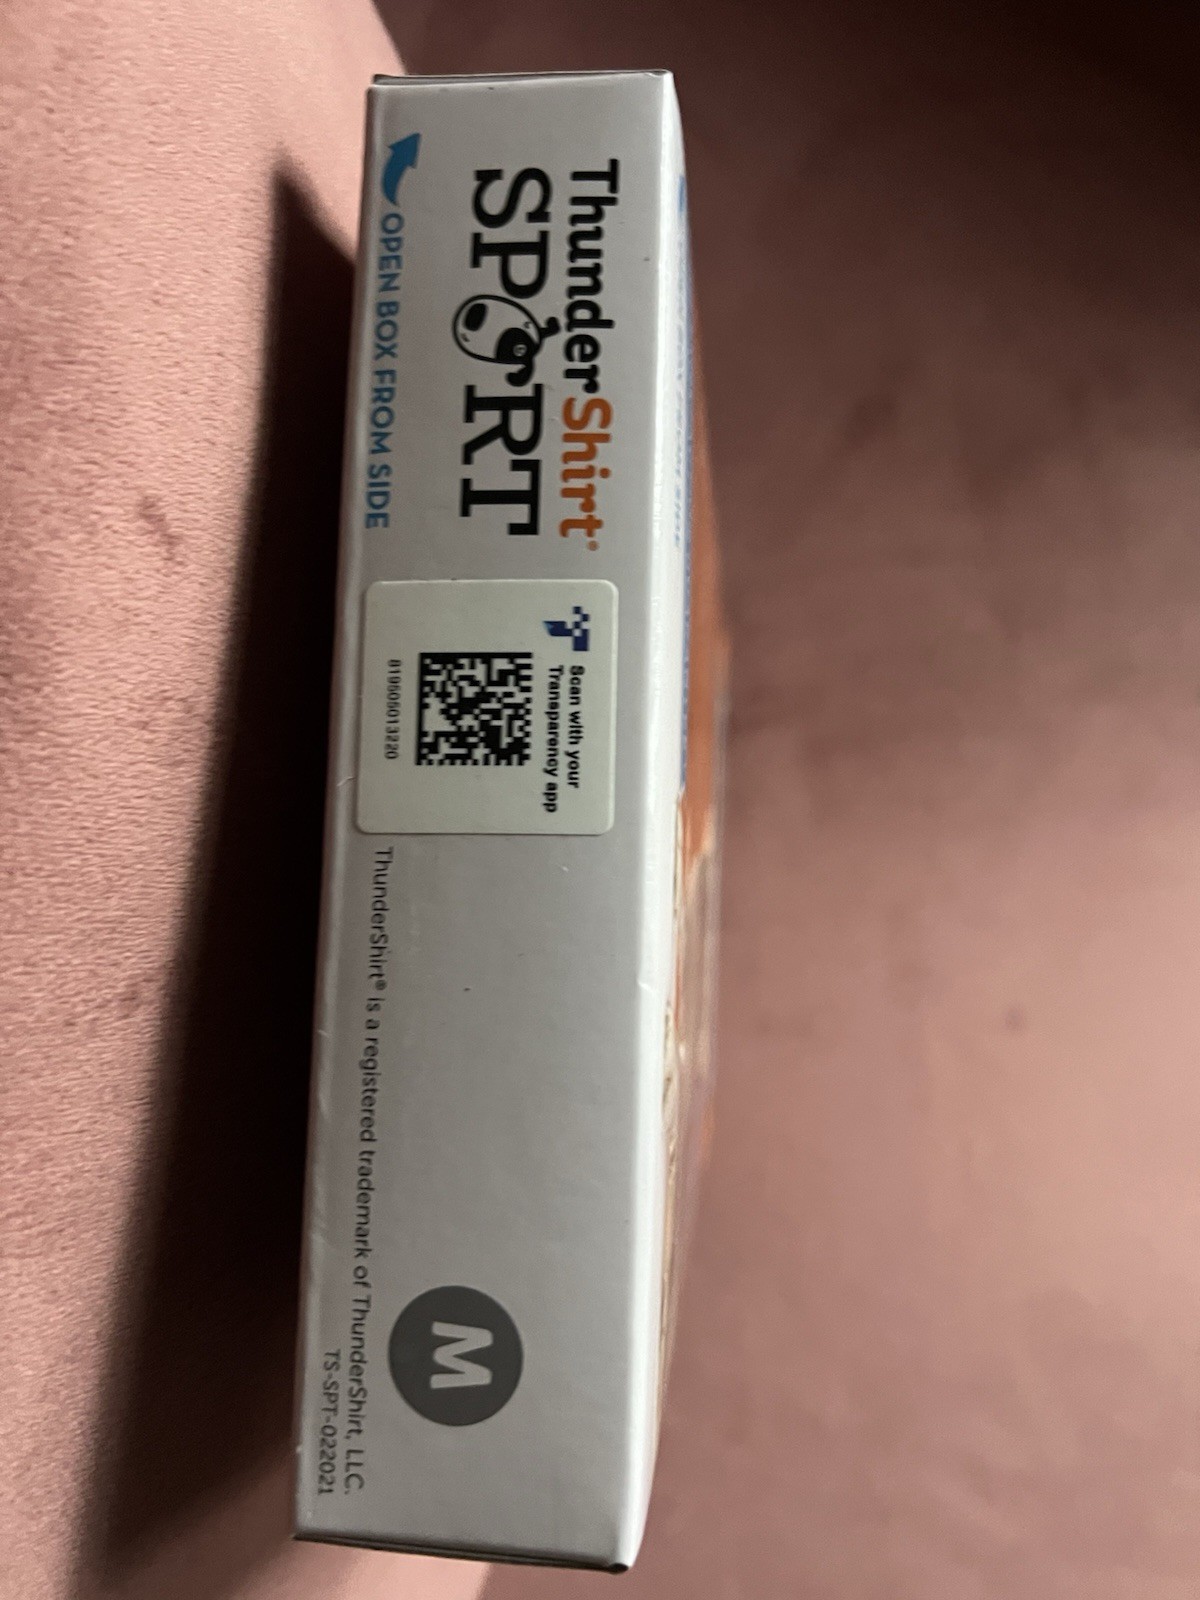 ThunderShirt®
SPORT
OPEN BOX FROM SIDE
Scan with your
Transparency app
819505013220
M
ThunderShirt® is a registered trademark of ThunderShirt, LLC.
TS-SPT-022021